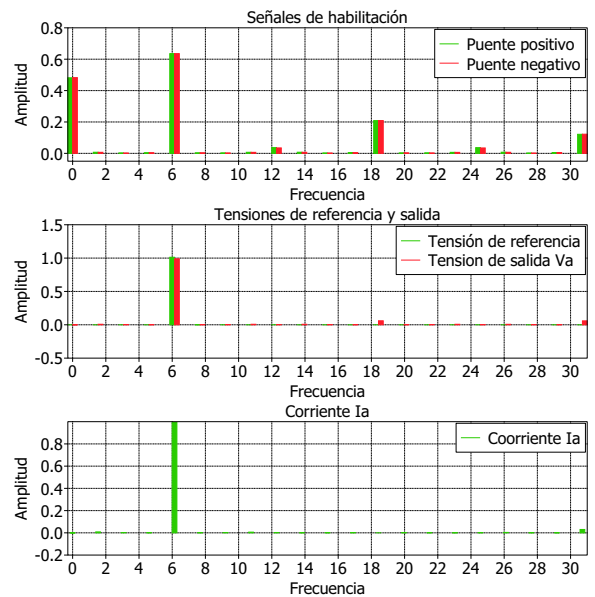 Señales de habilitación
0.8
0.6
0.4
0.2
0.0
Amplitud
Puente positivo
Puente negativo
0 2 4 6 8 10 12 14 16 18 20 22 24 26 28 30
Frecuencia
Tensiones de referencia y salida
1.5
1.0
0.5
0.0
-0.5
Amplitud
Tensión de referencia
Tension de salida Va
0 2 4 6 8 10 12 14 16 18 20 22 24 26 28 30
Frecuencia
Corriente Ia
0.8
0.6
0.4
0.2
0.0
-0.2
Amplitud
Coorriente Ia
0 2 4 6 8 10 12 14 16 18 20 22 24 26 28 30
Frecuencia